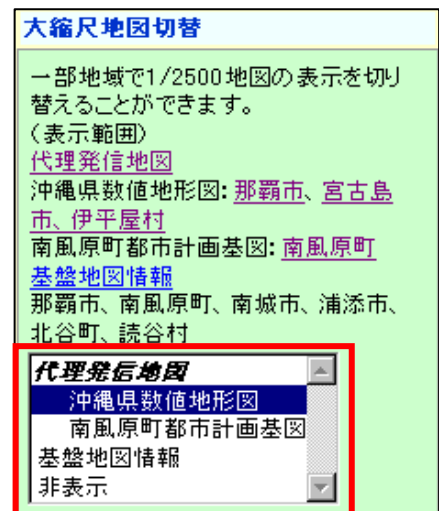 大縮尺地図切替
一部地域で1/2500地図の表示を切り
替えることができます。
（表示範囲）
代理発信地図
沖縄県数値地形図: 那覇市、宮古島
市、伊平屋村
南風原町都市計画基図: 南風原町
基盤地図情報
那覇市、南風原町、南城市、浦添市、
北谷町、読谷村
代理発信地図
沖縄県数値地形図
南風原町都市計画基図
基盤地図情報
非表示